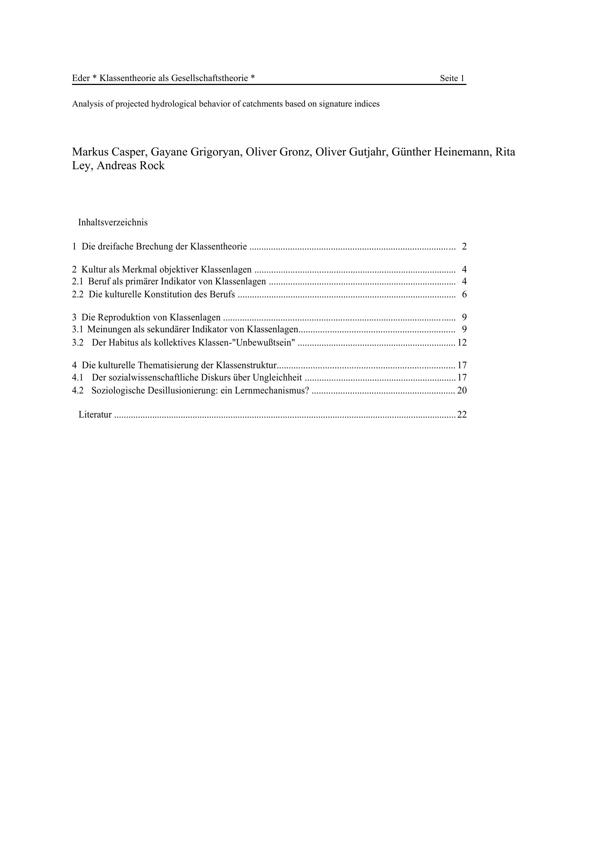 Eder * Klassentheorie als Gesellschaftstheorie * Seite 1
Analysis of projected hydrological behavior of catchments based on signature indices
Markus Casper, Gayane Grigoryan, Oliver Gronz, Oliver Gutjahr, Günther Heinemann, Rita
Ley, Andreas Rock
Inhaltsverzeichnis
1 Die dreifache Brechung der Klassentheorie ........ 2
2 Kultur als Merkmal objektiver Klassenlagen ........ 4
2.1 Beruf als primärer Indikator von Klassenlagen ........ 4
2.2 Die kulturelle Konstitution des Berufs ........ 6
3 Die Reproduktion von Klassenlagen ........ 9
3.1 Meinungen als sekundärer Indikator von Klassenlagen........ 9
3.2 Der Habitus als kollektives Klassen-"Unbewußtsein" ........ 12
4 Die kulturelle Thematisierung der Klassenstruktur........ 17
4.1 Der sozialwissenschaftliche Diskurs über Ungleichheit ........ 17
4.2 Soziologische Desillusionierung: ein Lernmechanismus? ........ 20
Literatur ........ 22